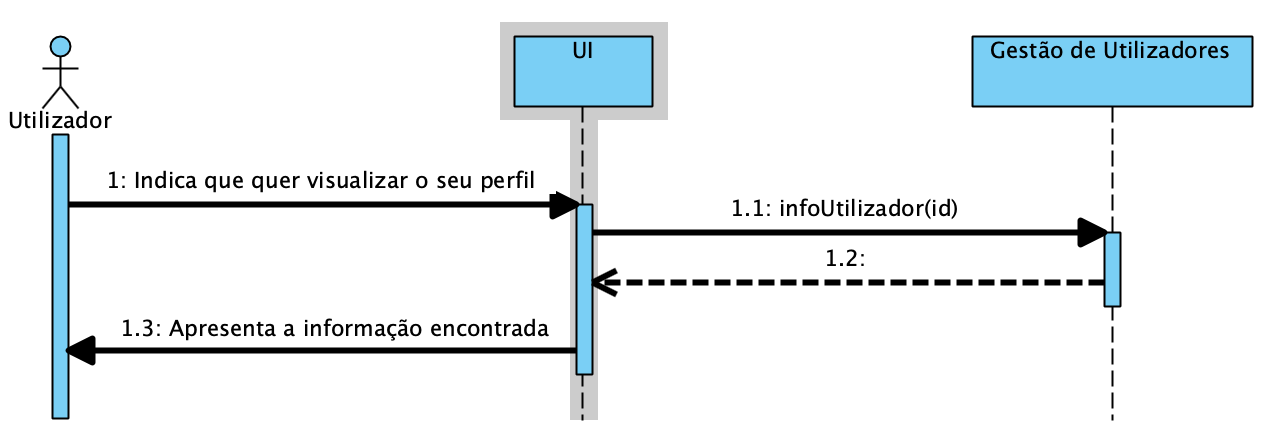 UI
Gestão de Utilizadores
Utilizador
1: Indica que quer visualizar o seu perfil
1.1: infoUtilizador(id)
1.2:
1.3: Apresenta a informação encontrada